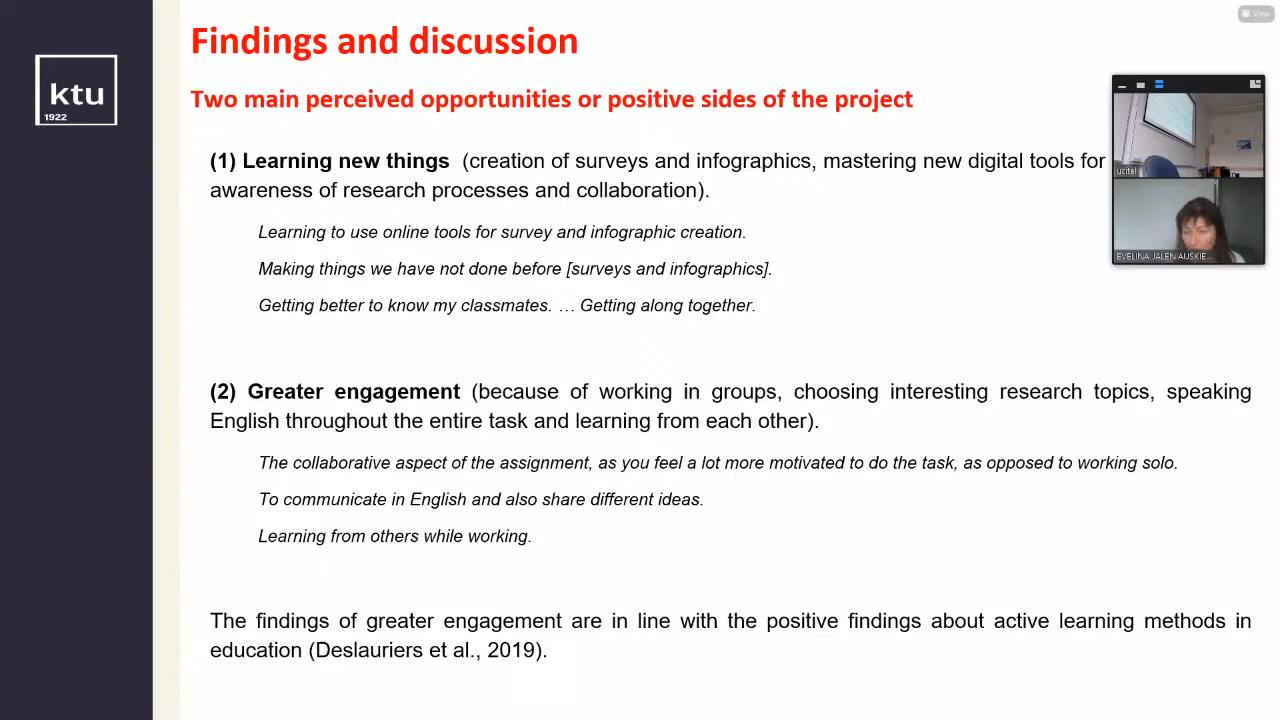 View
Findings and discussion
ktu
1922
Two main perceived opportunities or positive sides of the project
(1) Learning new things (creation of surveys and infographics, mastering new digital tools for
awareness of research processes and collaboration).
Learning to use online tools for survey and infographic creation.
Making things we have not done before [surveys and infographics].
Getting better to know my classmates. … Getting along together.
ucitel
EVELINA JALEN AUSKIE...
(2) Greater engagement (because of working in groups, choosing interesting research topics, speaking
English throughout the entire task and learning from each other).
The collaborative aspect of the assignment, as you feel a lot more motivated to do the task, as opposed to working solo.
To communicate in English and also share different ideas.
Learning from others while working.
The findings of greater engagement are in line with the positive findings about active learning methods in
education (Deslauriers et al., 2019).